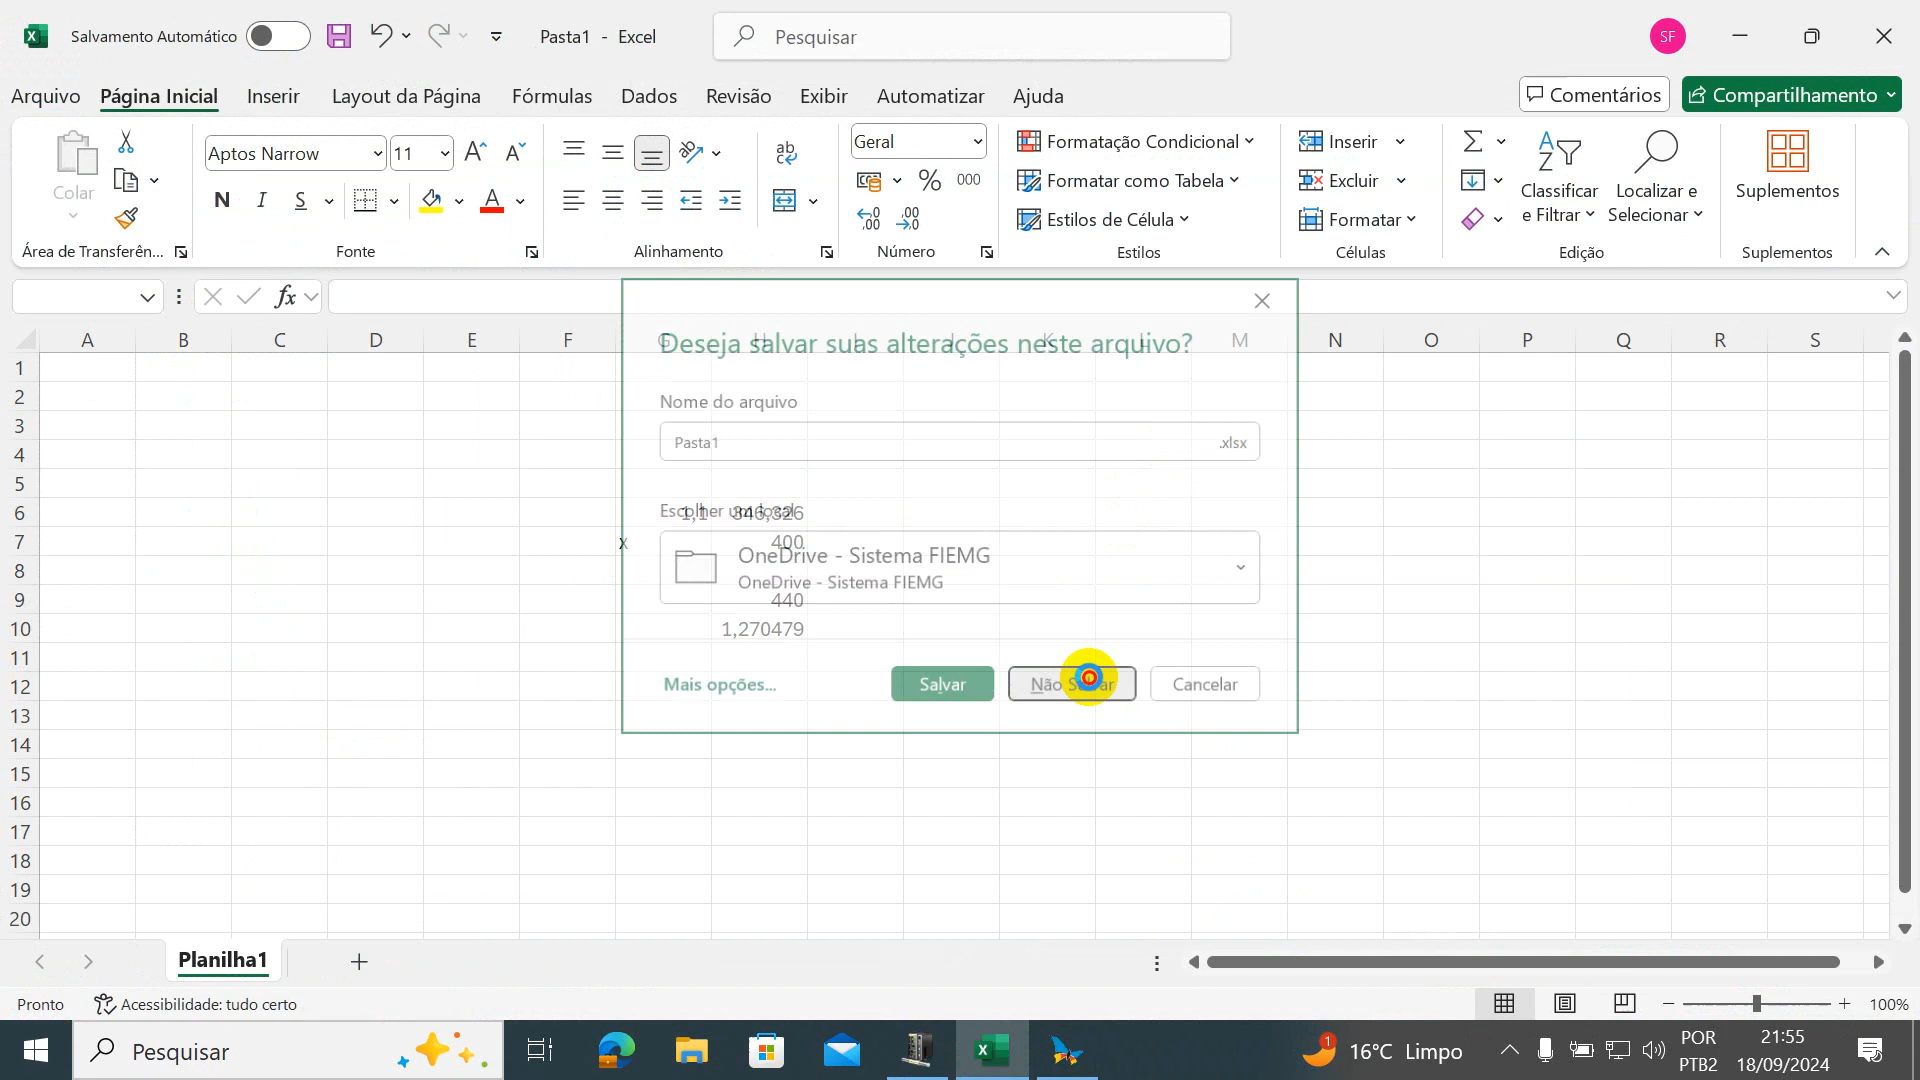 Salvamento Automático
Pasta1 - Excel
Pesquisar
SF
Arquivo Página Inicial Inserir Layout da Página Fórmulas Dados Revisão Exibir Automatizar Ajuda
Comentários
Compartilhamento
Colar
Área de Transferên...
Aptos Narrow
11
N I S
Fonte
ab
Alinhamento
Geral
% 000
Número
Formatação Condicional
Formatar como Tabela
Estilos de Célula
Estilos
Inserir
Excluir
Formatar
Células
Classificar
e Filtrar
Localizar e
Selecionar
Edição
Suplementos
Suplementos
fx
A B C D E F G H I J K L M N O P Q R S
1
2
3
4
5
6
7
8
9
10
11
12
13
14
15
16
17
18
19
20
Deseja salvar suas alterações neste arquivo?
Nome do arquivo
Pasta1 .xlsx
Escolher um local
1,1 346,326
x
400
OneDrive - Sistema FIEMG
OneDrive - Sistema FIEMG
440
1,270479
Mais opções...
Salvar
Não Salvar
Cancelar
Planilha1
Pronto
Acessibilidade: tudo certo
100%
Pesquisar
1
16°C Limpo
POR
PTB2
21:55
18/09/2024